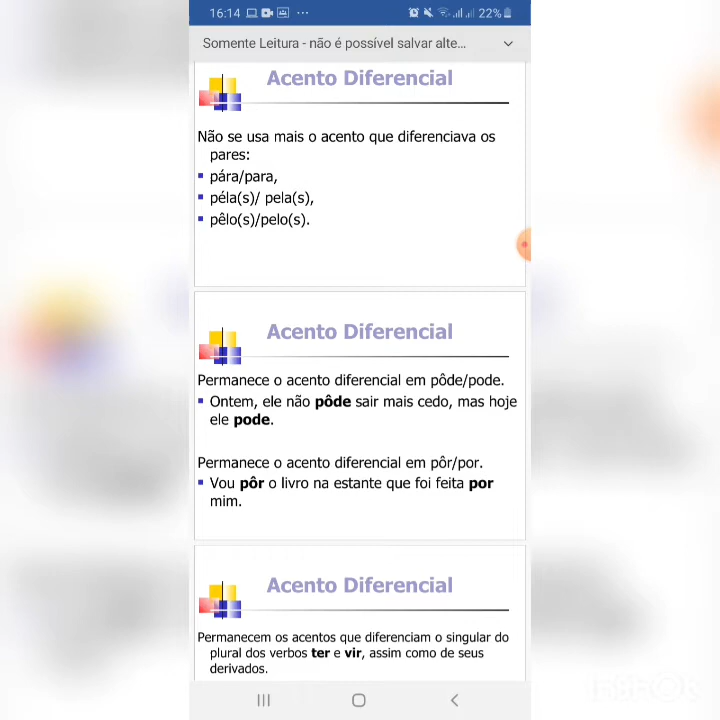 16:14
22%
Somente Leitura - não é possível salvar alte...
Acento Diferencial
Não se usa mais o acento que diferenciava os
pares:
pára/para,
péla(s)/ pela(s),
pêlo(s)/pelo(s).
Acento Diferencial
Permanece o acento diferencial em pôde/pode.
Ontem, ele não pôde sair mais cedo, mas hoje
ele pode.
Permanece o acento diferencial em pôr/por.
Vou pôr o livro na estante que foi feita por
mim.
Acento Diferencial
Permanecem os acentos que diferenciam o singular do
plural dos verbos ter e vir, assim como de seus
derivados.